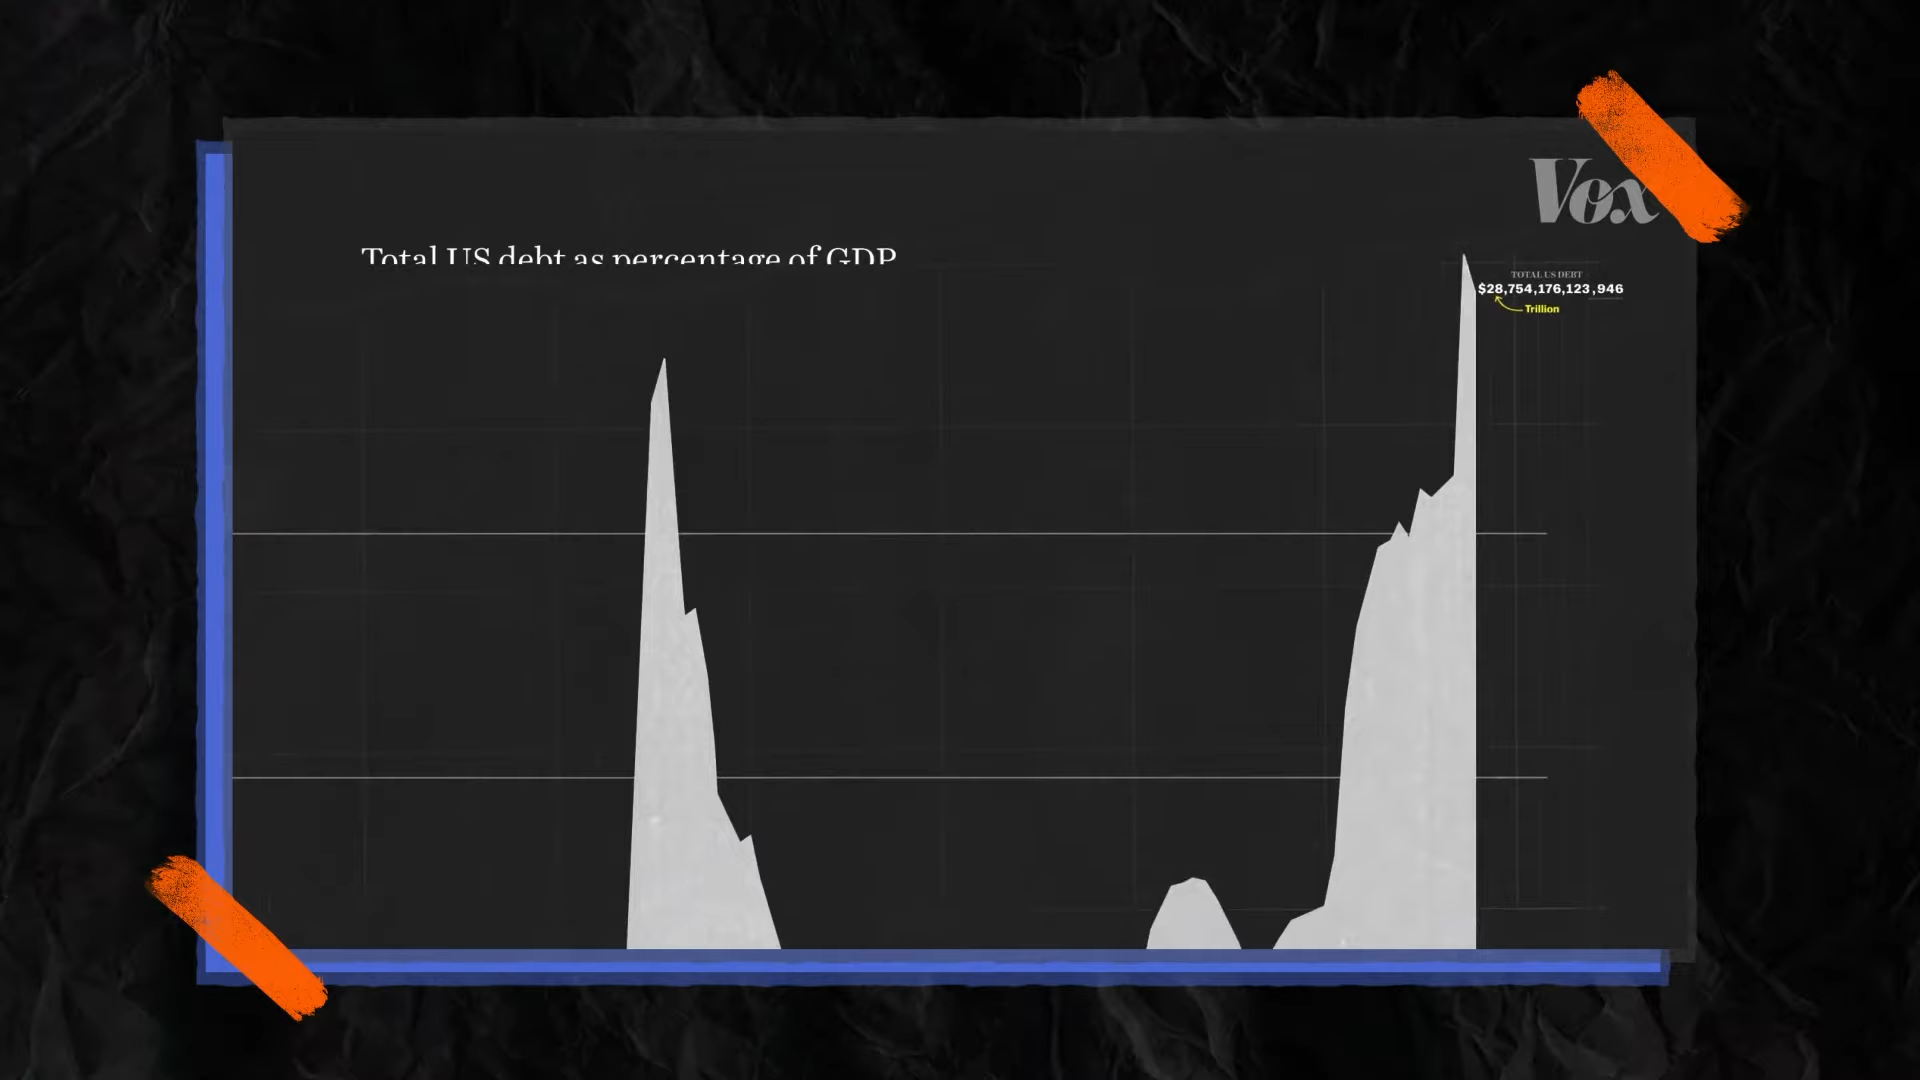 Vox
Total US debt as percentage of GDP
TOTAL US DEBT
$28,754,176,123,946
Trillion